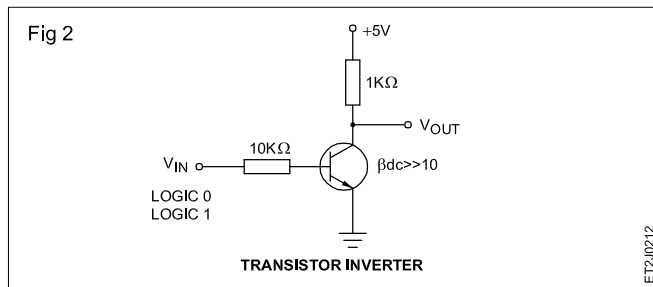 Fig 2
+5V
1KΩ
VOUT
10KΩ
VIN
βdc>>10
LOGIC 0
LOGIC 1
TRANSISTOR INVERTER
ET2J0212